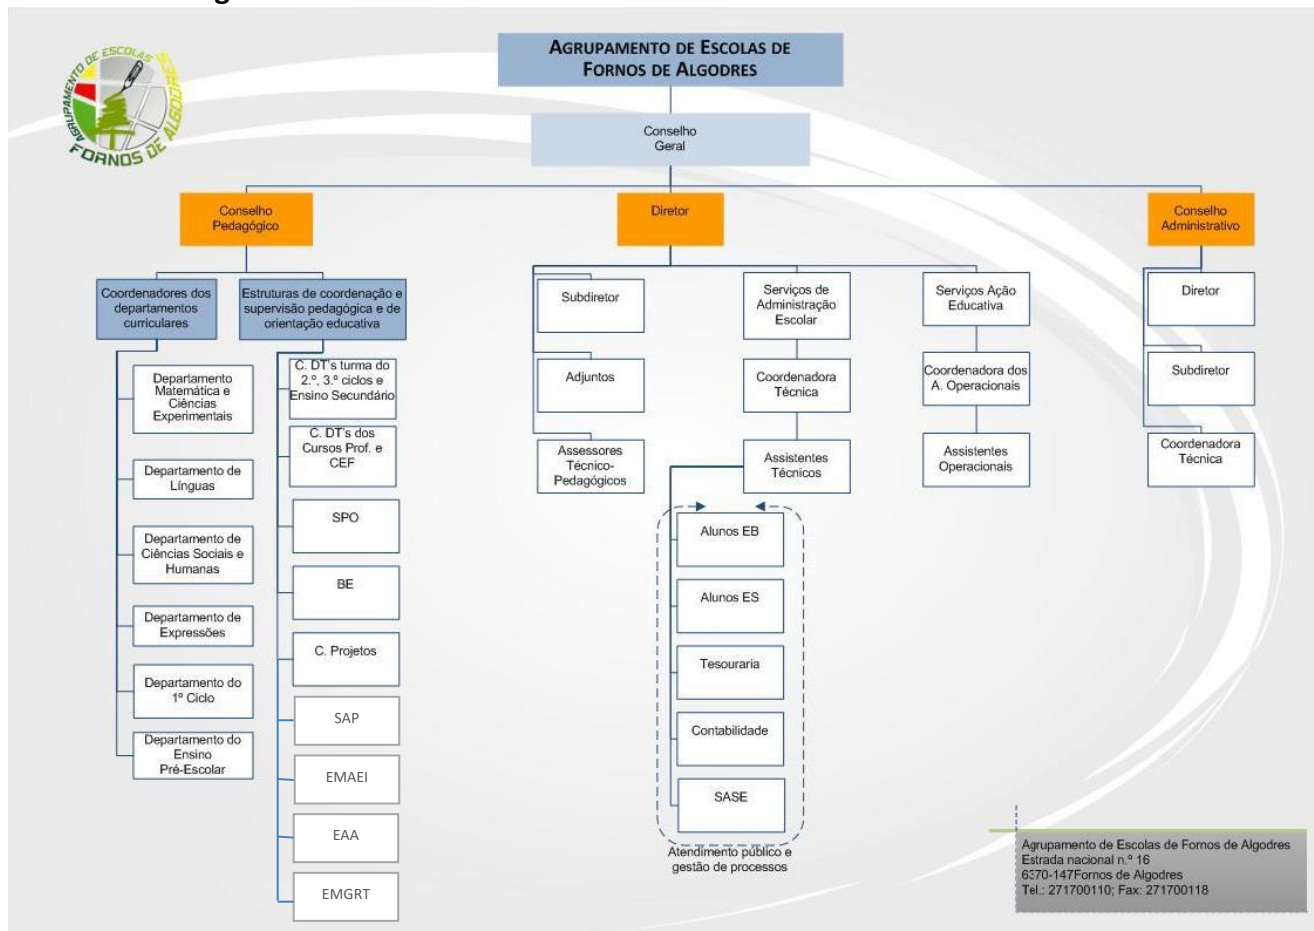 AGRUPAMENTO DE ESCOLAS
FORNOS DE ALGODRES
AGRUPAMENTO DE ESCOLAS DE
FORNOS DE ALGODRES
Conselho
Geral
Conselho
Pedagógico
Diretor
Conselho
Administrativo
Coordenadores dos
departamentos
curriculares
Estruturas de coordenação e
supervisão pedagógica e de
orientação educativa
Departamento
Matemática e
Ciências
Experimentais
Departamento de
Línguas
Departamento de
Ciências Sociais e
Humanas
Departamento de
Expressões
Departamento do
1º Ciclo
Departamento do
Ensino
Pré-Escolar
C. DT's turma do
2.º, 3.º ciclos e
Ensino Secundário
C. DT's dos
Cursos Prof. e
CEF
SPO
BE
C. Projetos
SAP
EMAEI
EAA
EMGRT
Subdiretor
Adjuntos
Assessores
Técnico-
Pedagógicos
Serviços de
Administração
Escolar
Coordenadora
Técnica
Assistentes
Técnicos
Alunos EB
Alunos ES
Tesouraria
Contabilidade
SASE
Atendimento público e
gestão de processos
Serviços Ação
Educativa
Coordenadora dos
A. Operacionais
Assistentes
Operacionais
Diretor
Subdiretor
Coordenadora
Técnica
Agrupamento de Escolas de Fornos de Algodres
Estrada nacional n.º 16
6370-147Fornos de Algodres
Tel.: 271700110; Fax: 271700118